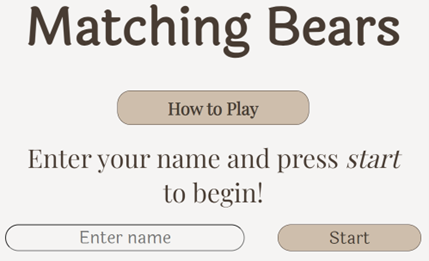 Matching Bears
How to Play
Enter your name and press start
to begin!
Enter name
Start